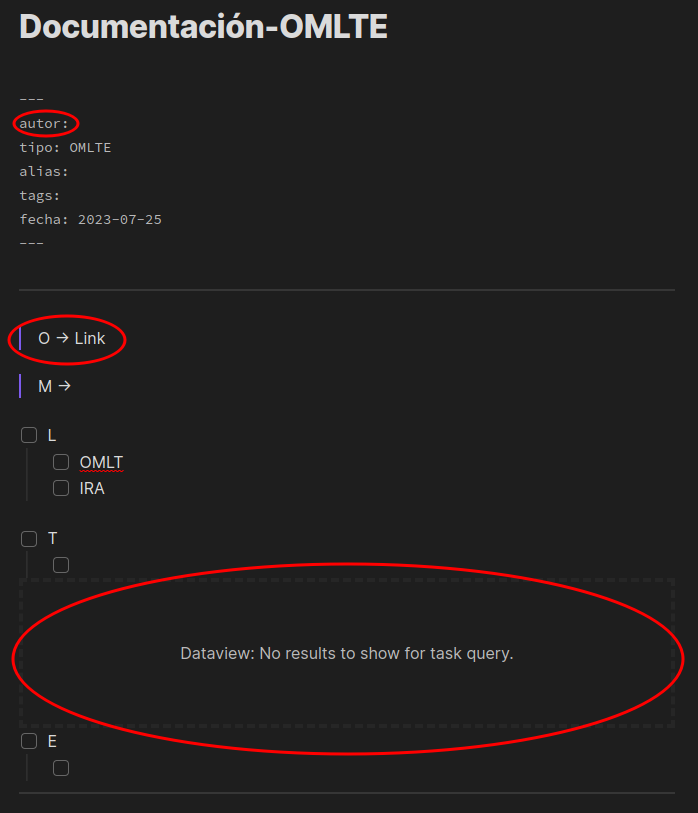 Documentación-OMLTE
---
autor:
tipo: OMLTE
alias:
tags:
fecha: 2023-07-25
---
O → Link
M →
L
OMLT
IRA
T
Dataview: No results to show for task query.
E